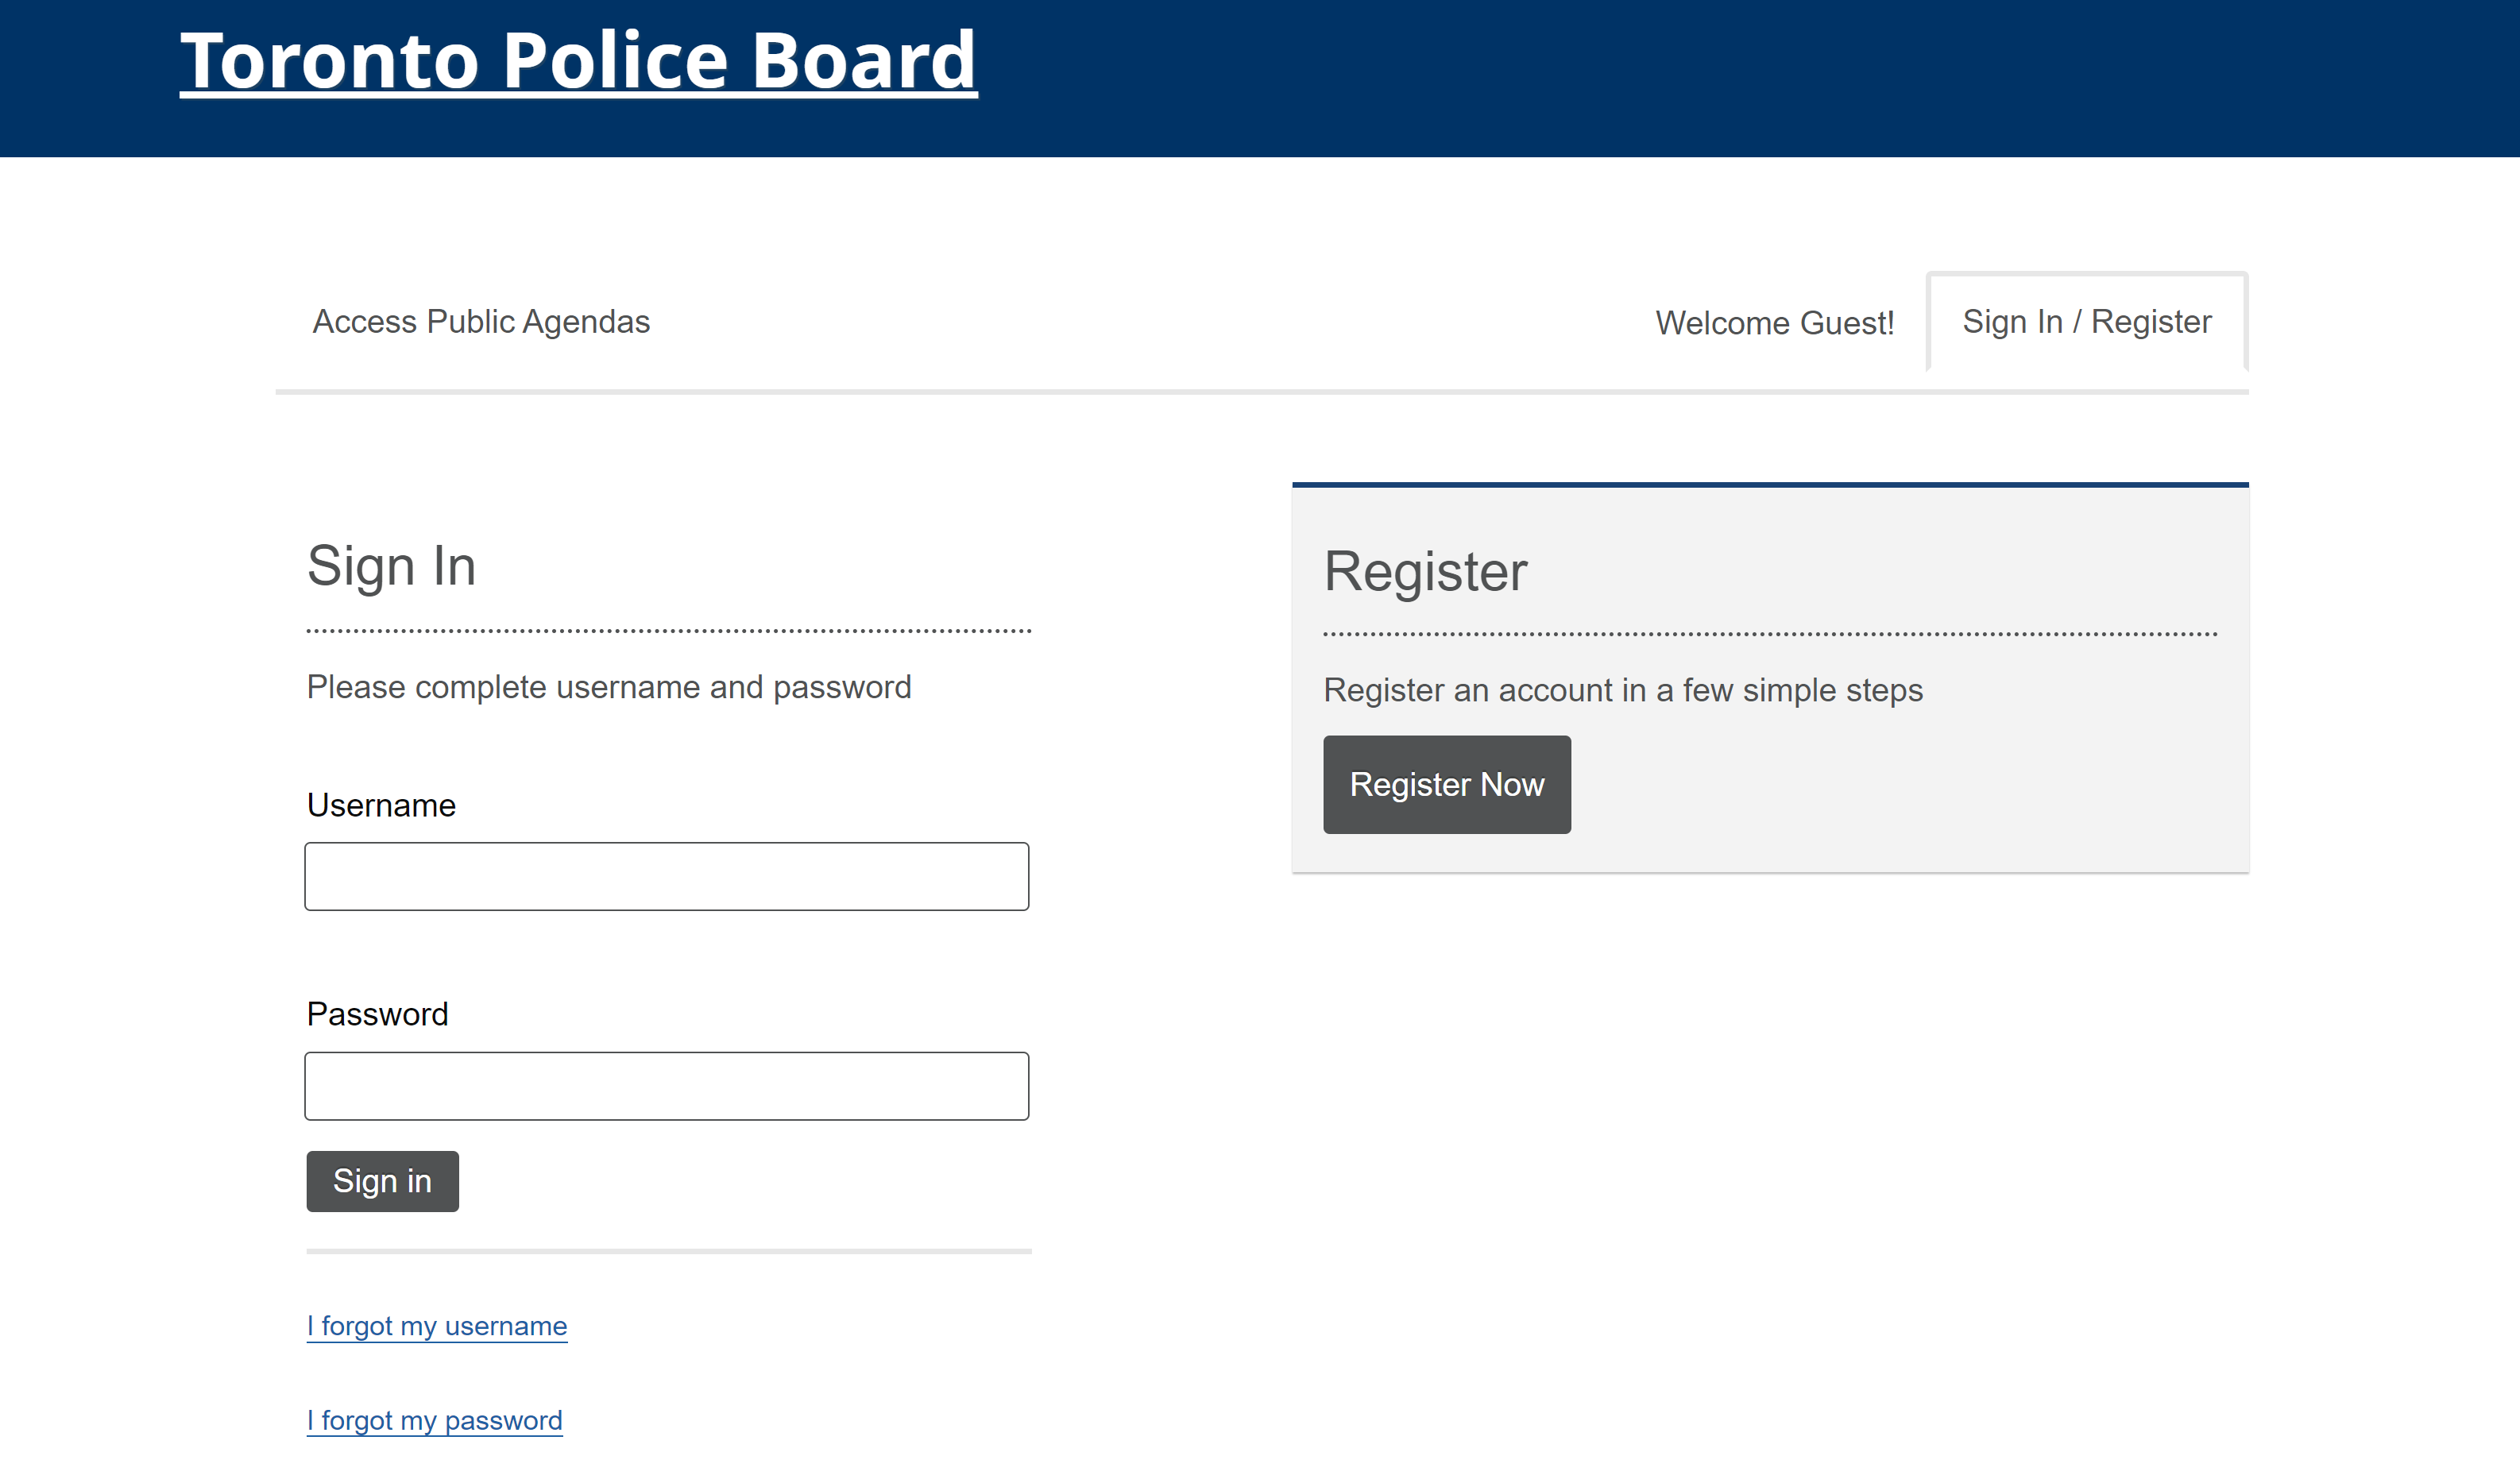 Toronto Police Board
Access Public Agendas
Welcome Guest!
Sign In / Register
Sign In
Please complete username and password
Username
Password
Sign in
I forgot my username
I forgot my password
Register
Register an account in a few simple steps
Register Now